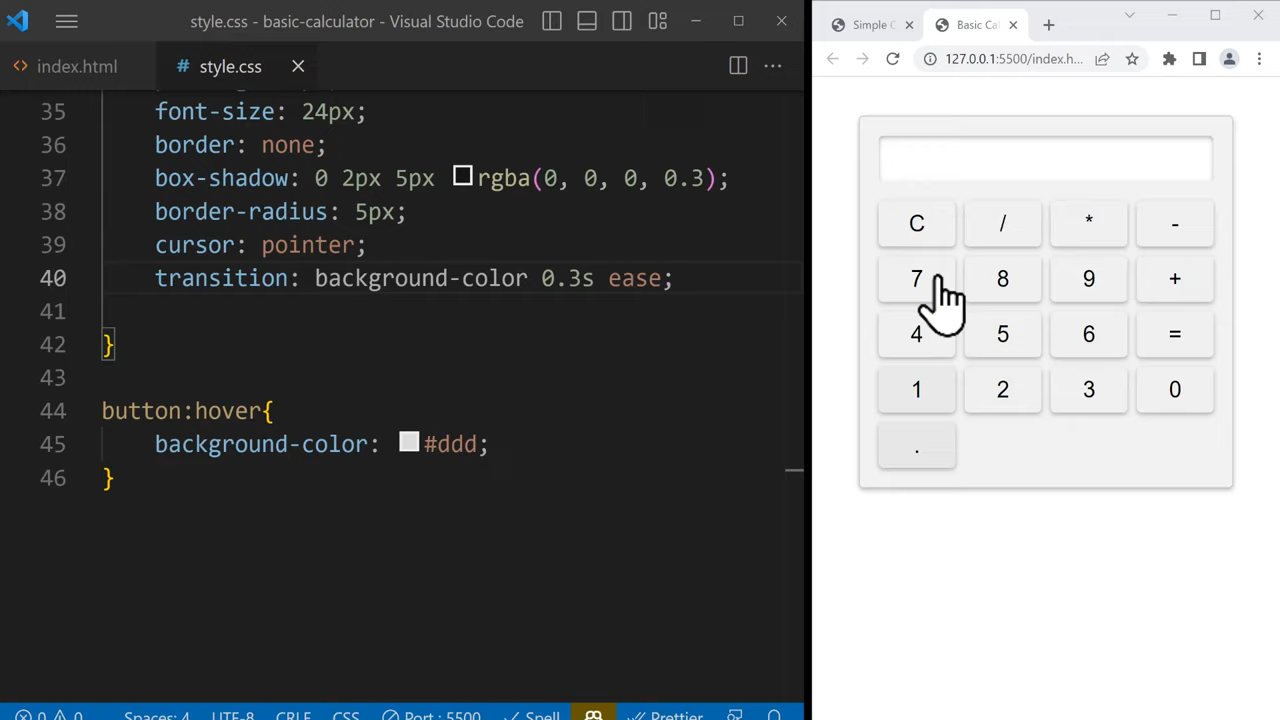 style.css - basic-calculator - Visual Studio Code
index.html
# style.css
35 font-size: 24px;
36 border: none;
37 box-shadow: 0 2px 5px rgba(0, 0, 0, 0.3);
38 border-radius: 5px;
39 cursor: pointer;
40 transition: background-color 0.3s ease;
41
42 }
43
44 button:hover{
45 background-color: #ddd;
46 }
0 0 Spaces: 4 UTF-8 CRLF CSS Port : 5500 Spell Prettier
Simple C
Basic Cal
127.0.0.1:5500/index.h...
C / * -
7 8 9 +
4 5 6 =
1 2 3 0
.